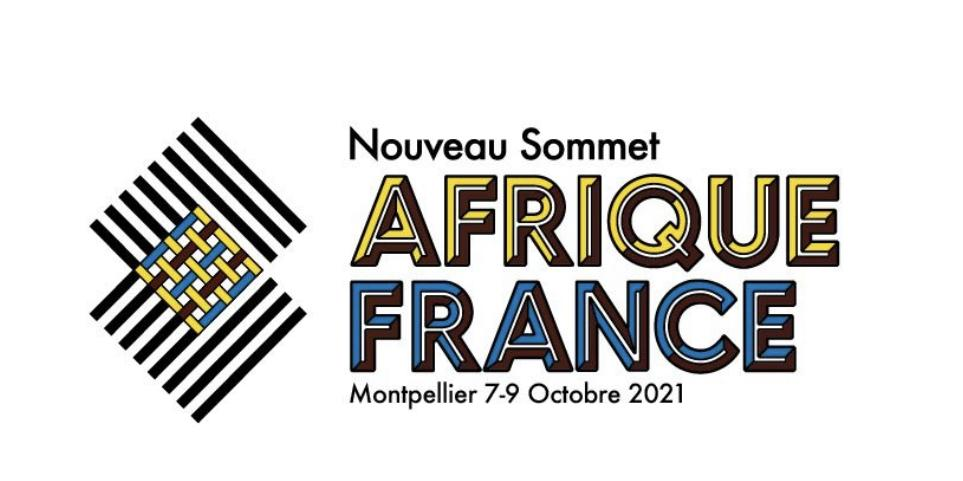 Nouveau Sommet
AFRIQUE
FRANCE
Montpellier 7-9 Octobre 2021